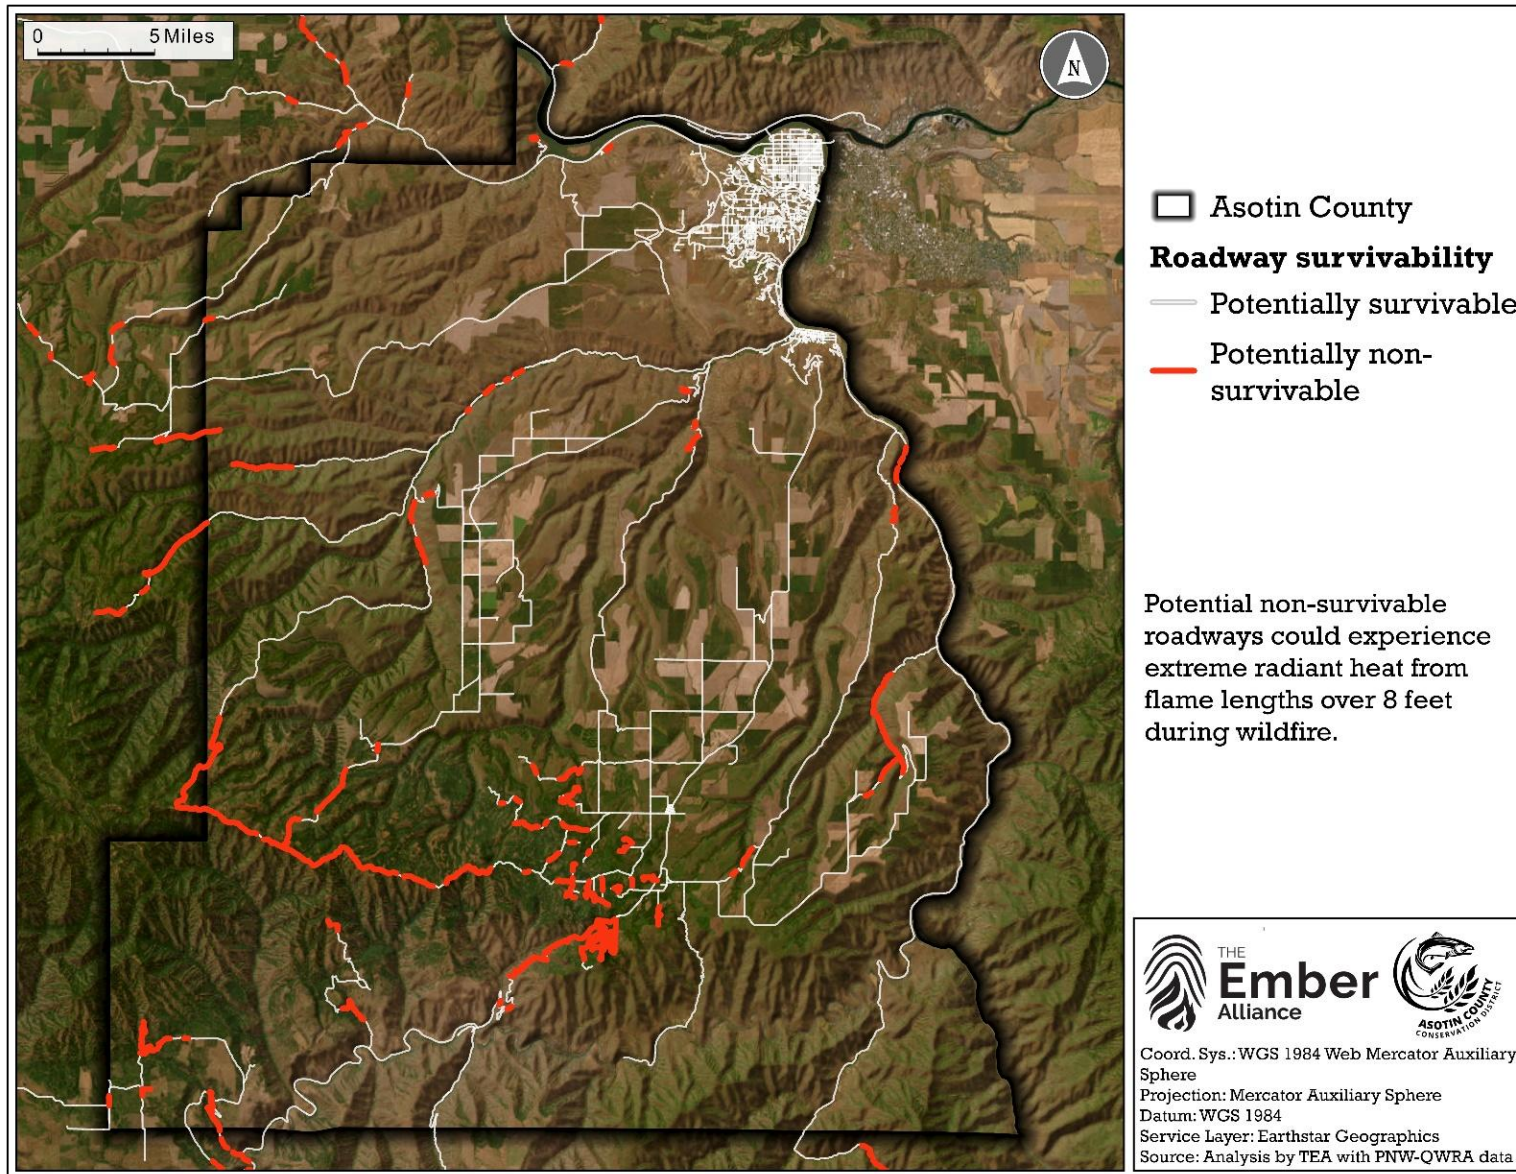 0 5 Miles
N
Asotin County
Roadway survivability
Potentially survivable
Potentially non-
survivable
Potential non-survivable
roadways could experience
extreme radiant heat from
flame lengths over 8 feet
during wildfire.
THE
Ember
Alliance
ASOTIN COUNTY
CONSERVATION DISTRICT
Coord. Sys.: WGS 1984 Web Mercator Auxiliary
Sphere
Projection: Mercator Auxiliary Sphere
Datum: WGS 1984
Service Layer: Earthstar Geographics
Source: Analysis by TEA with PNW-QWRA data